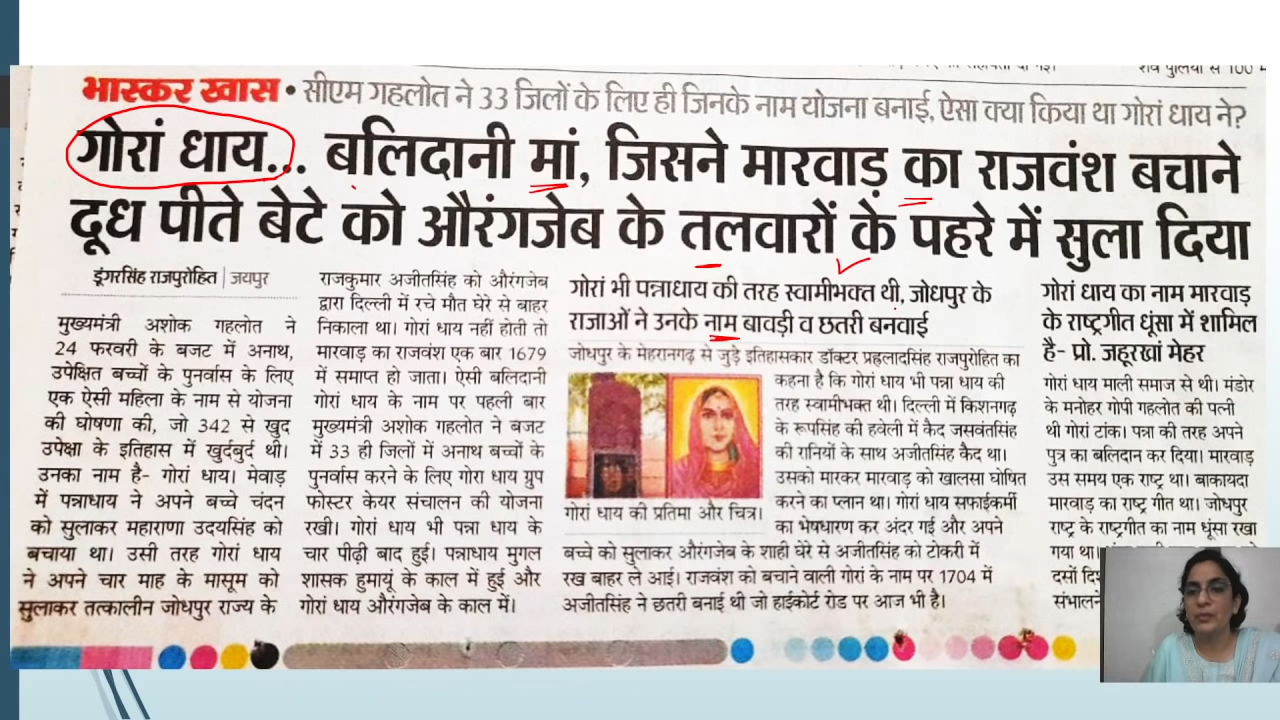 भास्कर खास • सीएम गहलोत ने 33 जिलों के लिए ही जिनके नाम योजना बनाई, ऐसा क्या किया था गोरां धाय ने?
गोरां धाय... बलिदानी मां, जिसने मारवाड़ का राजवंश बचाने
दूध पीते बेटे को औरंगजेब के तलवारों के पहरे में सुला दिया
डूंगरसिंह राजपुरोहित | जयपुर
मुख्यमंत्री अशोक गहलोत ने
24 फरवरी के बजट में अनाथ,
उपेक्षित बच्चों के पुनर्वास के लिए
एक ऐसी महिला के नाम से योजना
की घोषणा की, जो 342 से खुद
उपेक्षा के इतिहास में खुर्दबुर्द थी।
उनका नाम है- गोरां धाय। मेवाड़
में पन्नाधाय ने अपने बच्चे चंदन
को सुलाकर महाराणा उदयसिंह को
बचाया था। उसी तरह गोरां धाय
ने अपने चार माह के मासूम को
सुलाकर तत्कालीन जोधपुर राज्य के
राजकुमार अजीतसिंह को औरंगजेब
द्वारा दिल्ली में रचे मौत घेरे से बाहर
निकाला था। गोरां धाय नहीं होती तो
मारवाड़ का राजवंश एक बार 1679
में समाप्त हो जाता। ऐसी बलिदानी
गोरां धाय के नाम पर पहली बार
मुख्यमंत्री अशोक गहलोत ने बजट
में 33 ही जिलों में अनाथ बच्चों के
पुनर्वास करने के लिए गोरा धाय ग्रुप
फोस्टर केयर संचालन की योजना
रखी। गोरां धाय भी पन्ना धाय के
चार पीढ़ी बाद हुई। पन्नाधाय मुगल
शासक हुमायूं के काल में हुई और
गोरां धाय औरंगजेब के काल में।
गोरां भी पन्नाधाय की तरह स्वामीभक्त थी, जोधपुर के
राजाओं ने उनके नाम बावड़ी व छतरी बनवाई
जोधपुर के मेहरानगढ़ से जुड़े इतिहासकार डॉक्टर प्रह्लादसिंह राजपुरोहित का
कहना है कि गोरां धाय भी पन्ना धाय की
तरह स्वामीभक्त थी। दिल्ली में किशनगढ़
के रूपसिंह की हवेली में कैद जसवंतसिंह
की रानियों के साथ अजीतसिंह कैद था।
उसको मारकर मारवाड़ को खालसा घोषित
करने का प्लान था। गोरां धाय सफाईकर्मी
का भेषधारण कर अंदर गई और अपने
गोरां धाय की प्रतिमा और चित्र।
बच्चे को सुलाकर औरंगजेब के शाही घेरे से अजीतसिंह को टोकरी में
रख बाहर ले आई। राजवंश को बचाने वाली गोरां के नाम पर 1704 में
अजीतसिंह ने छतरी बनाई थी जो हाईकोर्ट रोड पर आज भी है।
गोरां धाय का नाम मारवाड़
के राष्ट्रगीत धूंसा में शामिल
है- प्रो. जहूरखां मेहर
गोरां धाय माली समाज से थी। मंडोर
के मनोहर गोपी गहलोत की पत्नी
थी गोरां टांक। पन्ना की तरह अपने
पुत्र का बलिदान कर दिया। मारवाड़
उस समय एक राष्ट्र था। बाकायदा
मारवाड़ का राष्ट्र गीत था। जोधपुर
राष्ट्र के राष्ट्रगीत का नाम धूंसा रखा
गया था।
दसों
संभालने